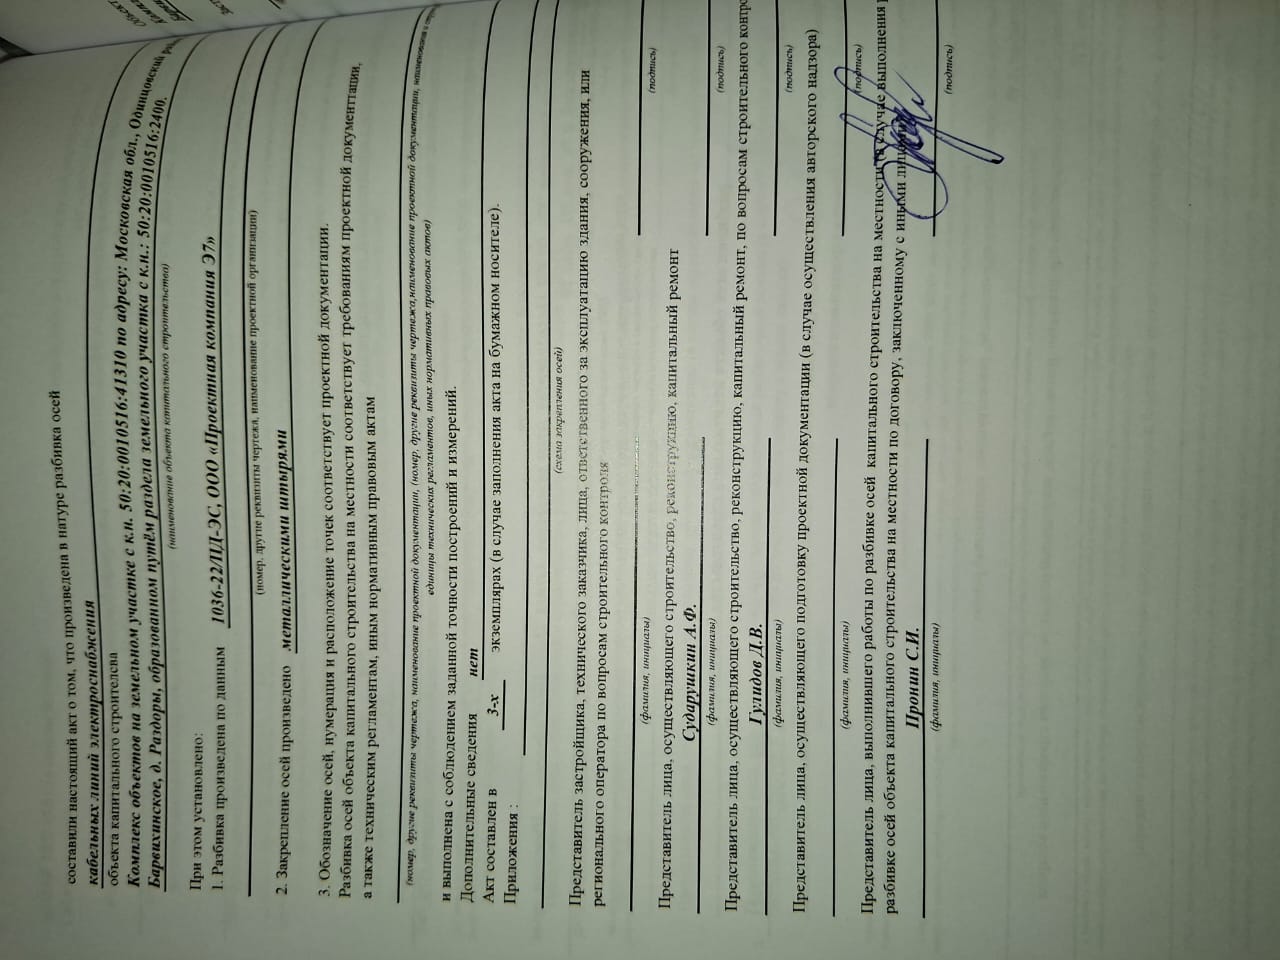 составили настоящий акт о том, что произведена в натуре разбивка осей
кабельных линий электроснабжения
объекта капитального строителсва
Комплекс объектов на земельном участке с к.н. 50:20:0010516:41310 по адресу: Московская обл., Одинцовский
Барвихинское, д. Раздоры, образованном путём раздела земельного участка с к.н.: 50:20:0010516:2400.
(наименование объекта капитального строительства)
При этом установлено:
1. Разбивка произведена по данным 1036-22/ПД-ЭС, ООО «Проектная компания Э7»
(номер, другие реквизиты чертежа, наименование проектной организации)
2. Закрепление осей произведено металлическими штырями
3. Обозначение осей, нумерация и расположение точек соответствует проектной документации.
Разбивка осей объекта капитального строительства на местности соответствует требованиям проектной документтации,
а также техническим регламентам, иным нормативным правовым актам
(номер, другие реквизиты чертежа, наименование проектной документации, (номер, другие реквизиты чертежа,наименование проектной документации, наименования и
единицы технических регламентов, иных нормативных правовых актов)
и выполнена с соблюдением заданной точности построений и измерений.
Дополнительные сведения нет
Акт составлен в 3-х экземплярах (в случае заполнения акта на бумажном носителе).
Приложения :
(схема закрепления осей)
Представитель застройщика, технического заказчика, лица, ответственного за эксплуатацию здания, сооружения, или
регионального оператора по вопросам строительного контроля
(фамилия, инициалы) (подпись)
Представитель лица, осуществляющего строительство, реконструкцию, капитальный ремонт
Сударушкин А.Ф.
(фамилия, инициалы) (подпись)
Представитель лица, осуществляющего строительство, реконструкцию, капитальный ремонт, по вопросам строительного контро
Гулидов Д.В.
(фамилия, инициалы) (подпись)
Представитель лица, осуществляющего подготовку проектной документации (в случае осуществления авторского надзора)
(фамилия, инициалы) (подпись)
Представитель лица, выполнившего работы по разбивке осей капитального строительства на местности (в случае выполнения р
разбивке осей объекта капитального строительства на местности по договору, заключенному с иными лицами)
Пронин С.И.
(фамилия, инициалы) (подпись)